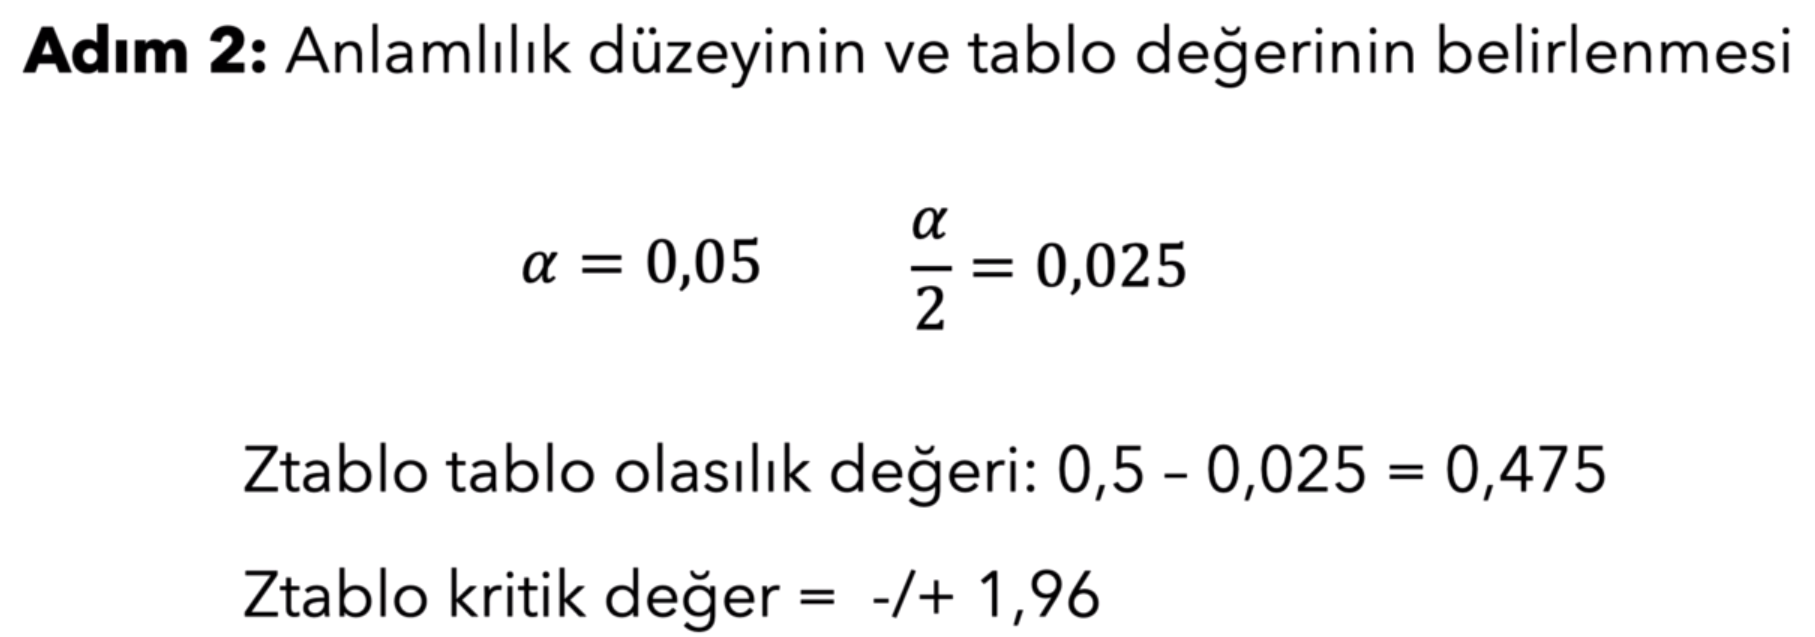 Adım 2: Anlamlılık düzeyinin ve tablo değerinin belirlenmesi
α = 0,05 α/2 = 0,025
Ztablo tablo olasılık değeri: 0,5 – 0,025 = 0,475
Ztablo kritik değer = -/+ 1,96